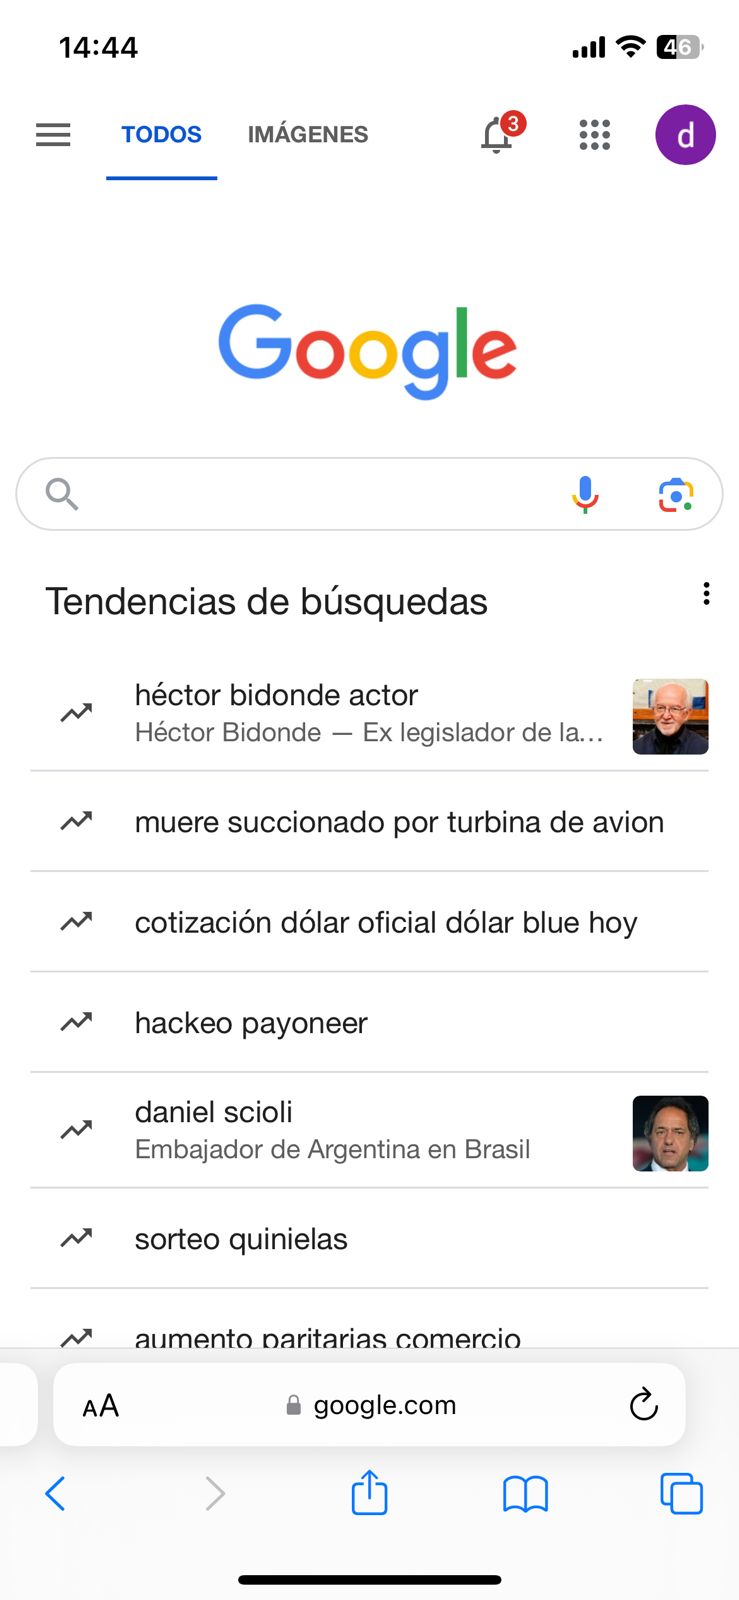 14:44
46
TODOS
IMÁGENES
3
d
Google
Tendencias de búsquedas
héctor bidonde actor
Héctor Bidonde — Ex legislador de la...
muere succionado por turbina de avion
cotización dólar oficial dólar blue hoy
hackeo payoneer
daniel scioli
Embajador de Argentina en Brasil
sorteo quinielas
aumento paritarias comercio
AA
google.com